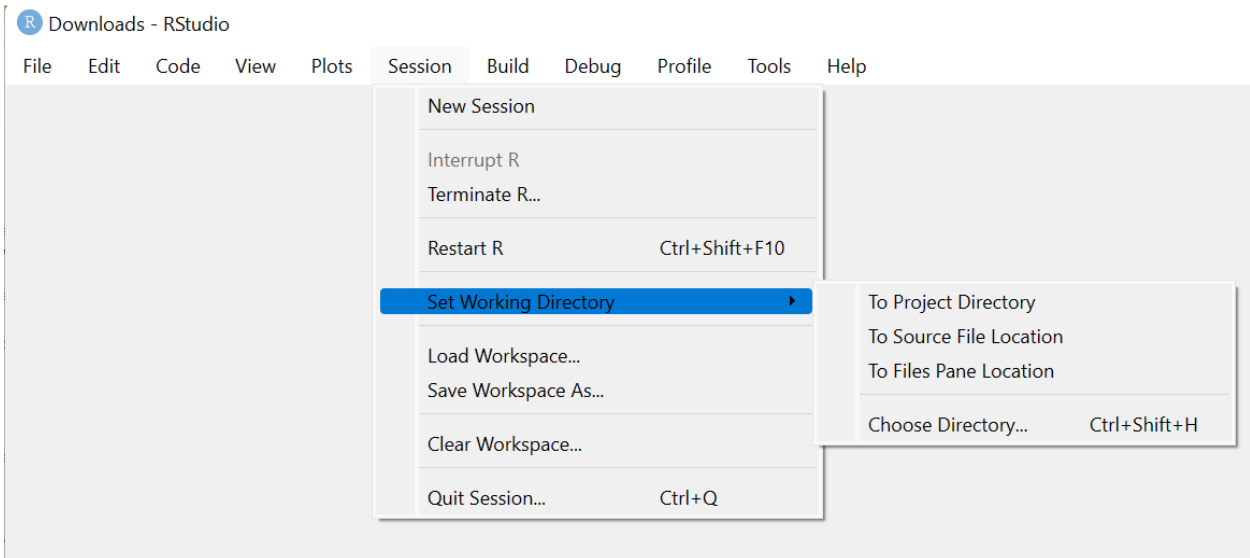 R Downloads - RStudio
File Edit Code View Plots Session Build Debug Profile Tools Help
New Session
Interrupt R
Terminate R...
Restart R Ctrl+Shift+F10
Set Working Directory
Load Workspace...
Save Workspace As...
Clear Workspace...
Quit Session... Ctrl+Q
To Project Directory
To Source File Location
To Files Pane Location
Choose Directory... Ctrl+Shift+H